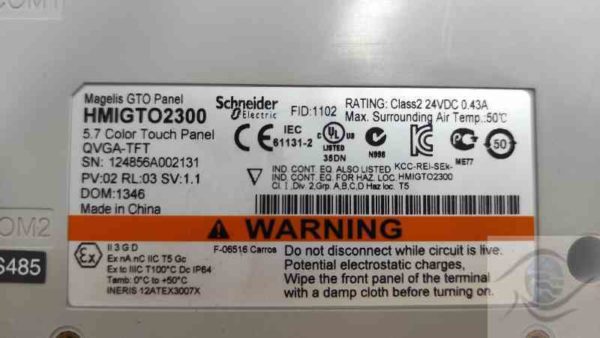 COM1
Magelis GTO Panel
HMIGTO2300
5.7 Color Touch Panel
QVGA-TFT
SN: 124856A002131
PV:02 RL:03 SV:1.1
DOM:1346
Made in China
Schneider
Electric
FID:1102
RATING: Class2 24VDC 0.43A
Max. Surrounding Air Temp.:50°C
CE
IEC
61131-2
UL
LISTED
N998
ME77
50
IND. CONT. EQ. ALSO LISTED
KCC-REI-SEk-
IND. CONT. EQ. FOR HAZ. LOC.
HMIGTO2300
Cl. I ,Div. 2,Grp. A,B,C,D Haz. loc. T5
WARNING
COM2
S485
Ex
II 3 G D
Ex nA nC IIC T5 Gc
Ex tc IIIC T100°C Dc IP64
Tamb: 0°C to +50°C
INERIS 12ATEX3007X
F-06516 Carros
Do not disconnect while circuit is live.
Potential electrostatic charges,
Wipe the front panel of the terminal
with a damp cloth before turning on.